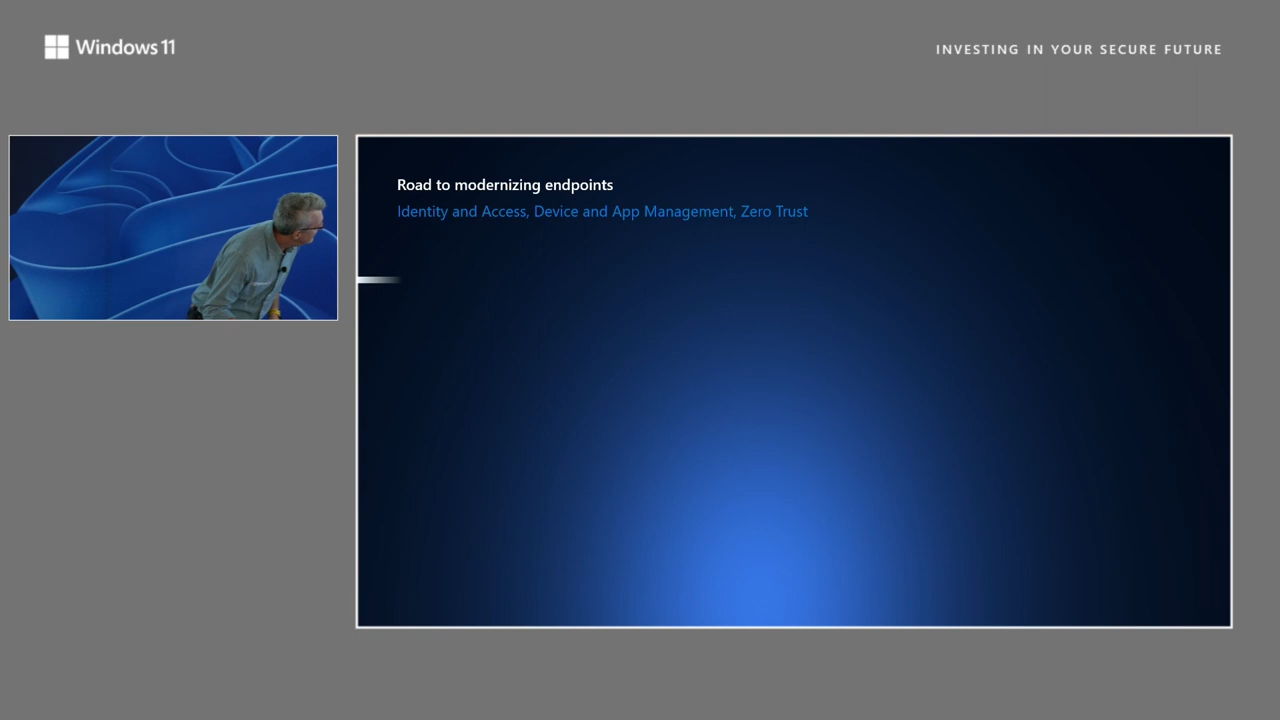 Windows 11
INVESTING IN YOUR SECURE FUTURE
Road to modernizing endpoints
Identity and Access, Device and App Management, Zero Trust